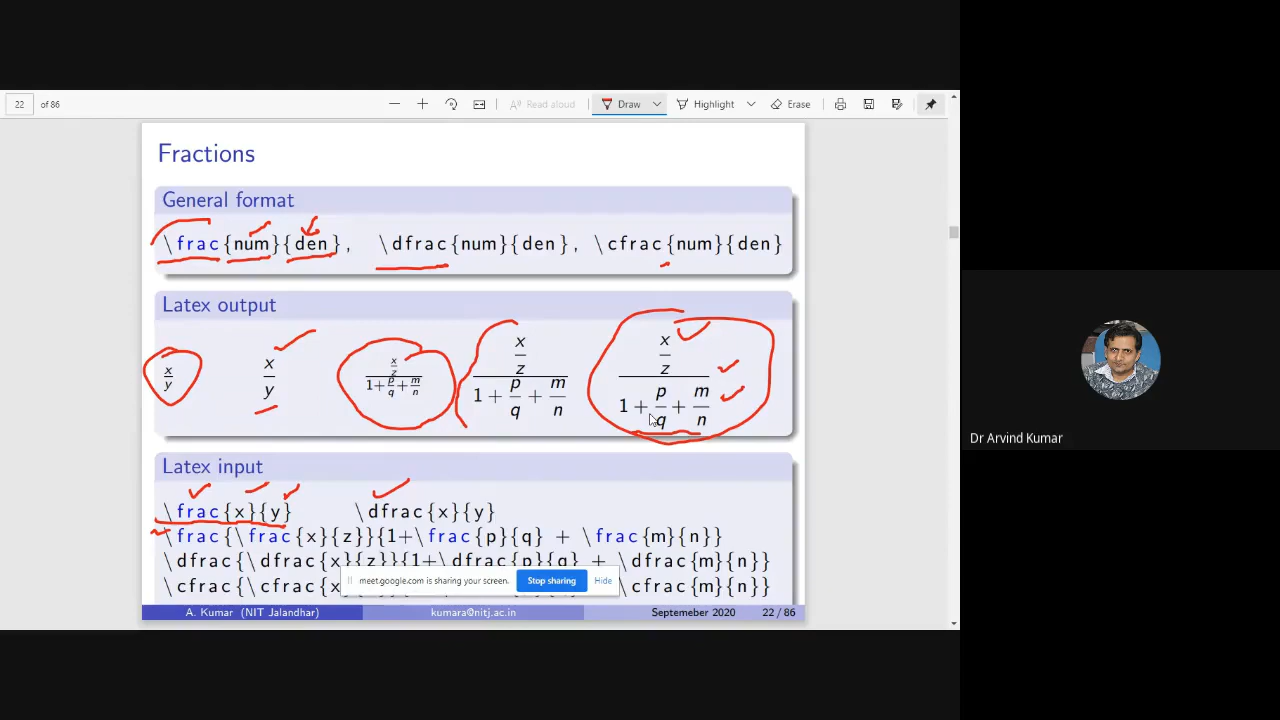 22 of 86
Read aloud
Draw
Highlight
Erase
Fractions
General format
\frac{num}{den}, \dfrac{num}{den}, \cfrac{num}{den}
Latex output
x/y x/y (x/z)/(1+p/q+m/n) (x/z)/(1+p/q+m/n) (x/z)/(1+p/q+m/n)
Latex input
\frac{x}{y} \dfrac{x}{y}
\frac{\frac{x}{z}}{1+\frac{p}{q} + \frac{m}{n}}
\dfrac{\dfrac{x}{z}}{1+\dfrac{p}{q} + \dfrac{m}{n}}
\cfrac{\cfrac{x} \cfrac{m}{n}}
meet.google.com is sharing your screen. Stop sharing Hide
A. Kumar (NIT Jalandhar) kumara@nitj.ac.in Septemeber 2020 22 / 86
Dr Arvind Kumar